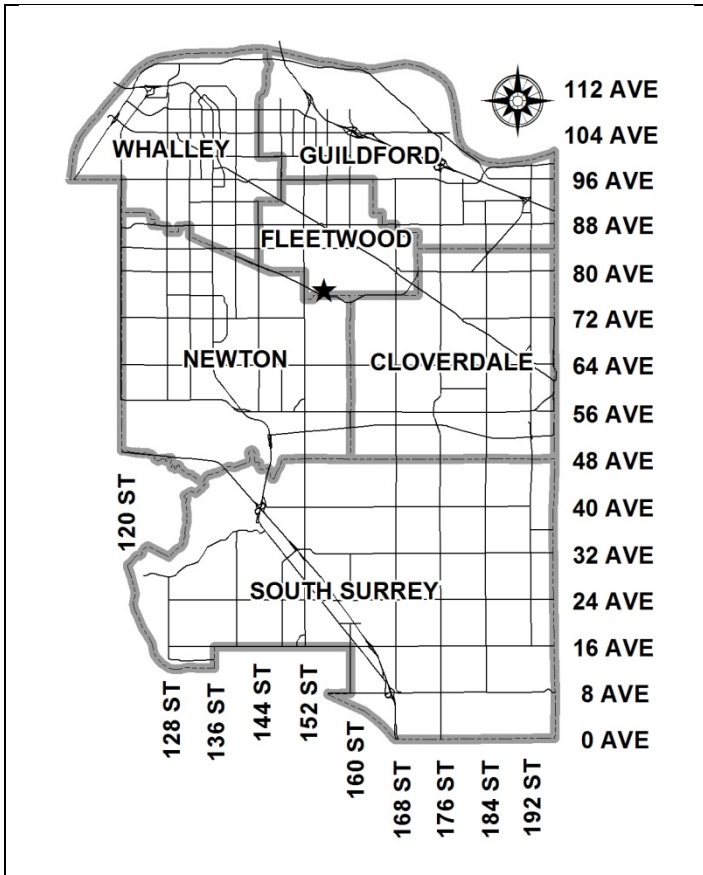 112 AVE
104 AVE
WHALLEY
GUILDFORD
96 AVE
88 AVE
FLEETWOOD
80 AVE
72 AVE
NEWTON
CLOVERDALE
64 AVE
56 AVE
48 AVE
120 ST
40 AVE
32 AVE
SOUTH SURREY
24 AVE
16 AVE
128 ST
136 ST
144 ST
152 ST
8 AVE
160 ST
0 AVE
168 ST
176 ST
184 ST
192 ST